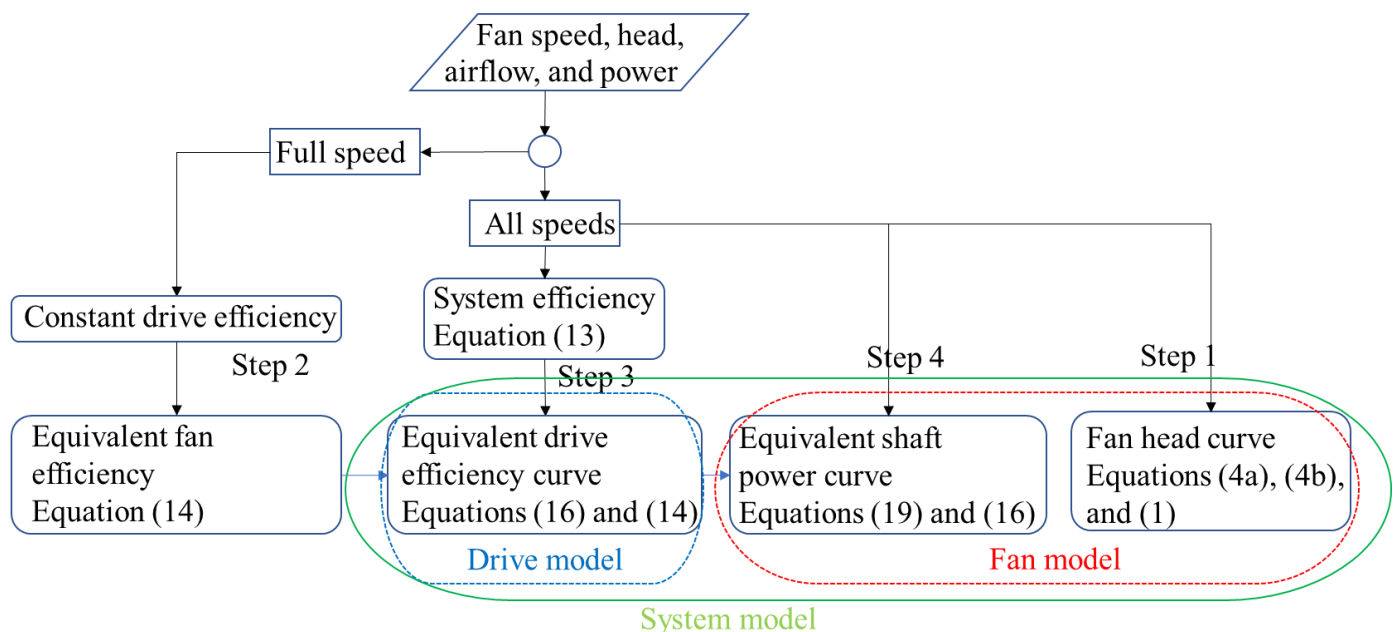 Fan speed, head,
airflow, and power
Full speed
All speeds
System efficiency
Equation (13)
Constant drive efficiency
Step 2
Step 3
Step 4
Step 1
Equivalent fan
efficiency
Equation (14)
Equivalent drive
efficiency curve
Equations (16) and (14)
Equivalent shaft
power curve
Equations (19) and (16)
Fan head curve
Equations (4a), (4b),
and (1)
Drive model
Fan model
System model